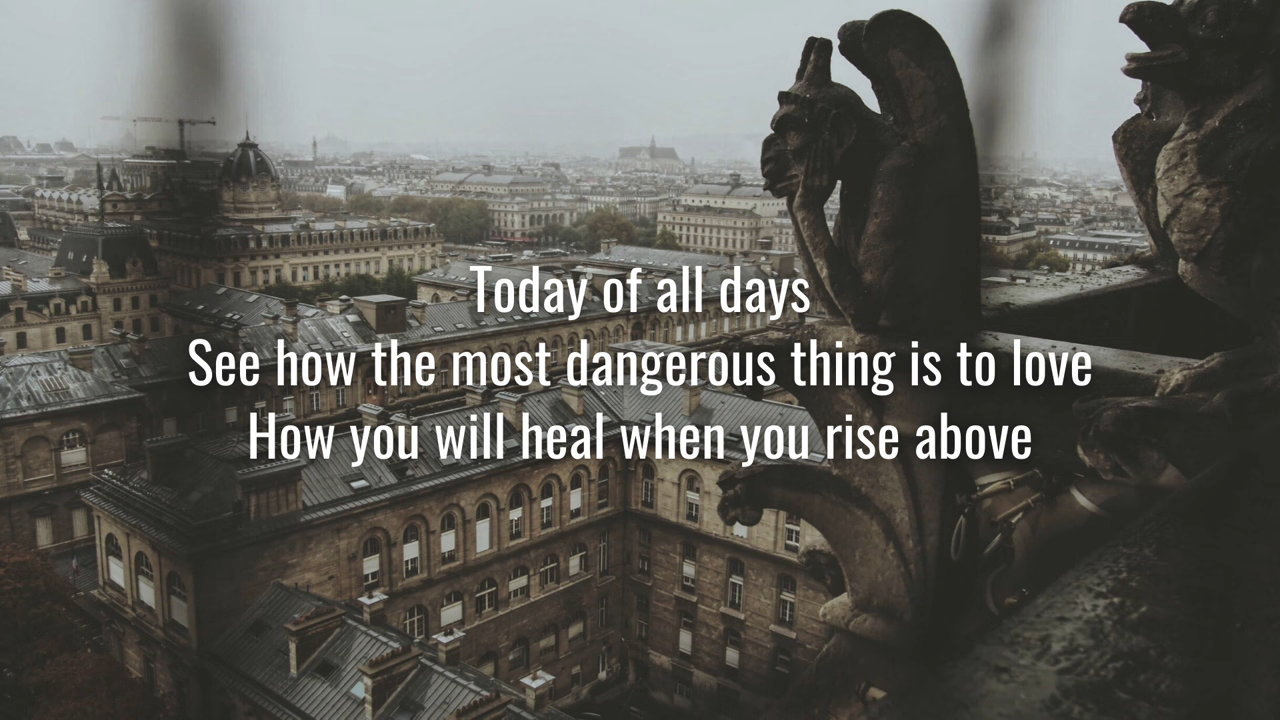 Today of all days
See how the most dangerous thing is to love
How you will heal when you rise above